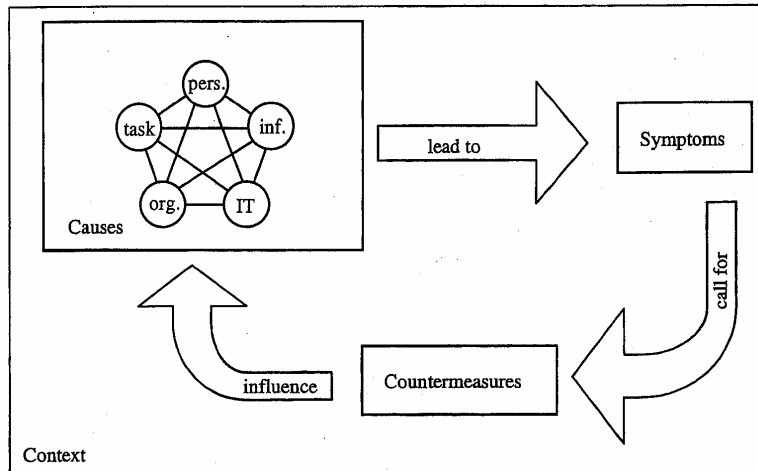 pers.
task
inf.
org.
IT
Causes
lead to
Symptoms
call for
Countermeasures
influence
Context